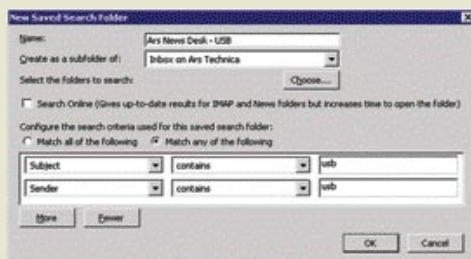 New Saved Search Folder
Name: Ars News Desk - USB
Create as a subfolder of: Inbox on Ars Technica
Select the folders to search: Choose...
Search Online (Gives up-to-date results for IMAP and News folders but increases time to open the folder)
Configure the search criteria used for this saved search folder:
Match all of the following Match any of the following
Subject contains usb
Sender contains usb
More Fewer
OK Cancel